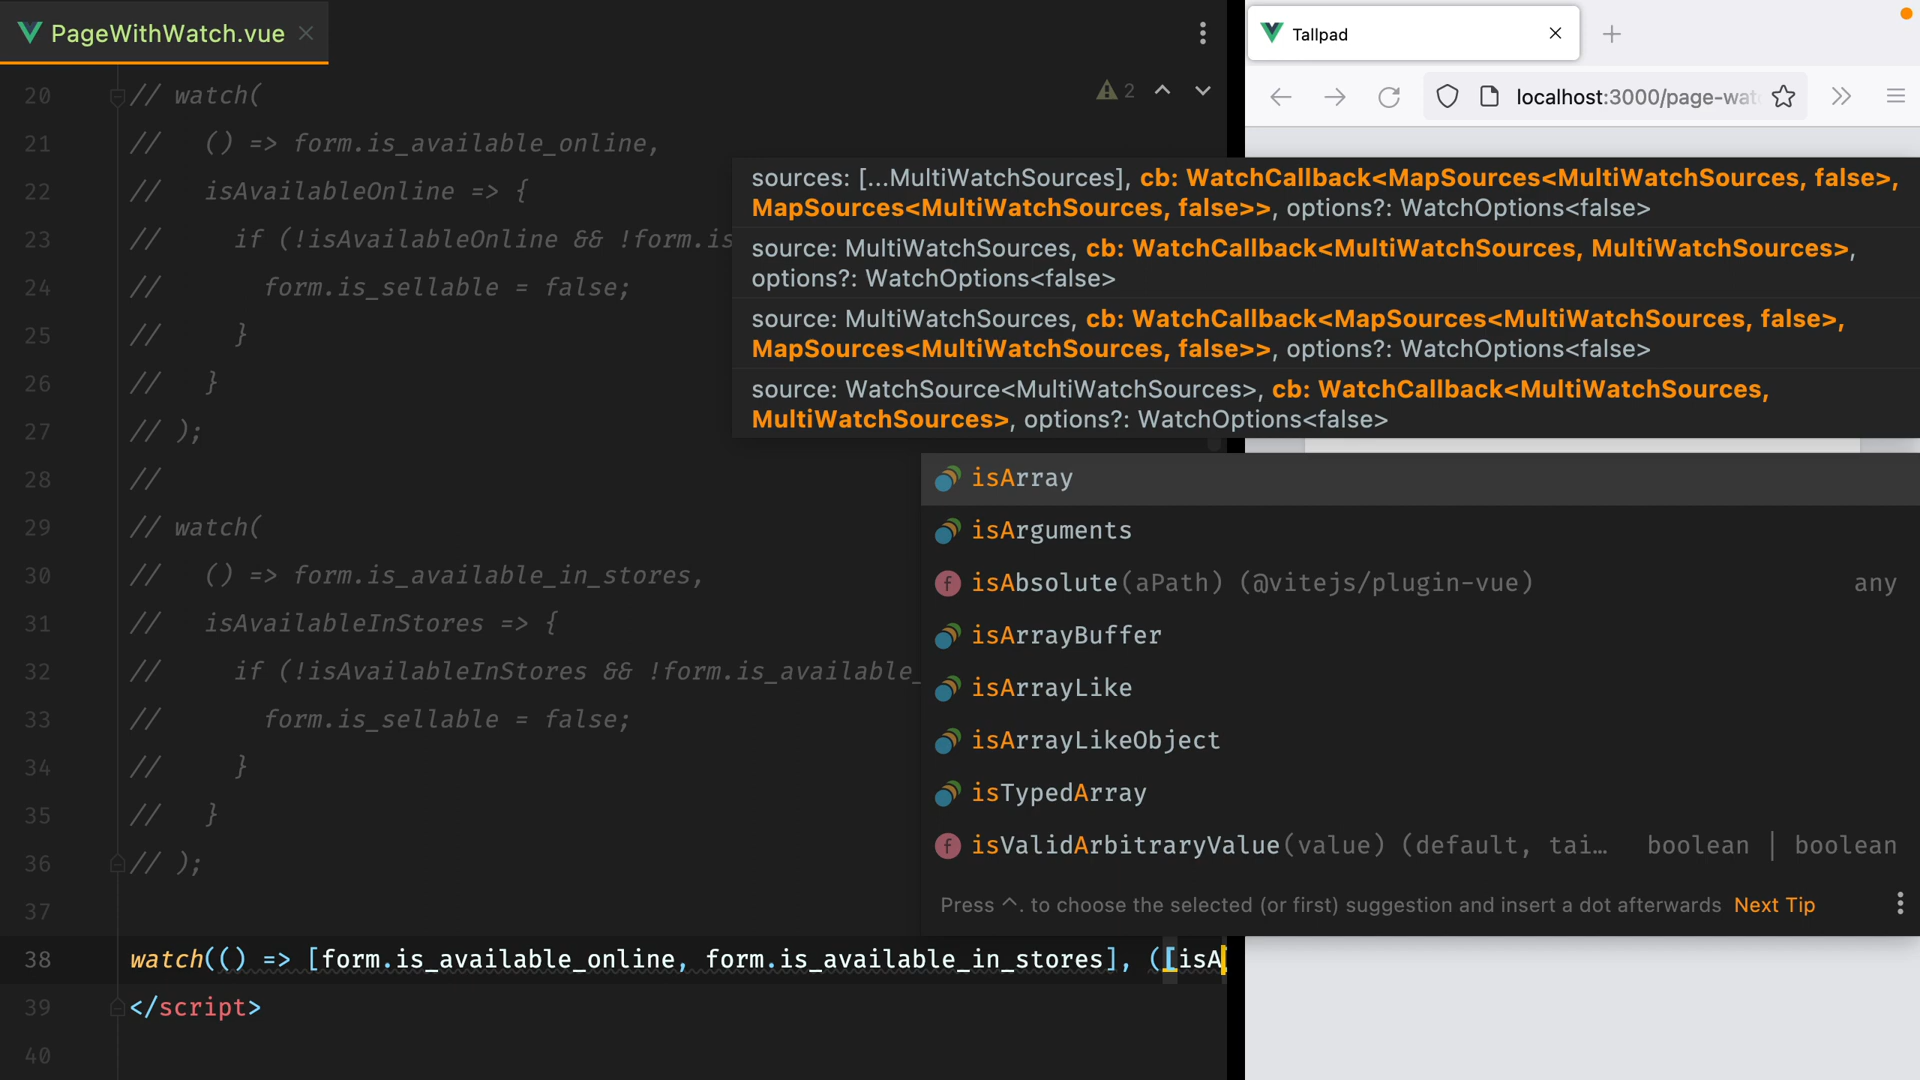 PageWithWatch.vue
Tallpad
localhost:3000/page-wat
2
20 // watch(
21 //   () => form.is_available_online,
22 //   isAvailableOnline => {
23 //     if (!isAvailableOnline && !form.is
24 //       form.is_sellable = false;
25 //     }
26 //   }
27 // );
28 //
29 // watch(
30 //   () => form.is_available_in_stores,
31 //   isAvailableInStores => {
32 //     if (!isAvailableInStores && !form.is_available_
33 //       form.is_sellable = false;
34 //     }
35 //   }
36 // );
37
38 watch(() => [form.is_available_online, form.is_available_in_stores], ([isA
39 </script>
40
sources: [...MultiWatchSources], cb: WatchCallback<MapSources<MultiWatchSources, false>,
MapSources<MultiWatchSources, false>>, options?: WatchOptions<false>
source: MultiWatchSources, cb: WatchCallback<MultiWatchSources, MultiWatchSources>,
options?: WatchOptions<false>
source: MultiWatchSources, cb: WatchCallback<MapSources<MultiWatchSources, false>,
MapSources<MultiWatchSources, false>>, options?: WatchOptions<false>
source: WatchSource<MultiWatchSources>, cb: WatchCallback<MultiWatchSources,
MultiWatchSources>, options?: WatchOptions<false>
isArray
isArguments
f isAbsolute(aPath) (@vitejs/plugin-vue) any
isArrayBuffer
isArrayLike
isArrayLikeObject
isTypedArray
f isValidArbitraryValue(value) (default, tai… boolean | boolean
Press ^. to choose the selected (or first) suggestion and insert a dot afterwards Next Tip